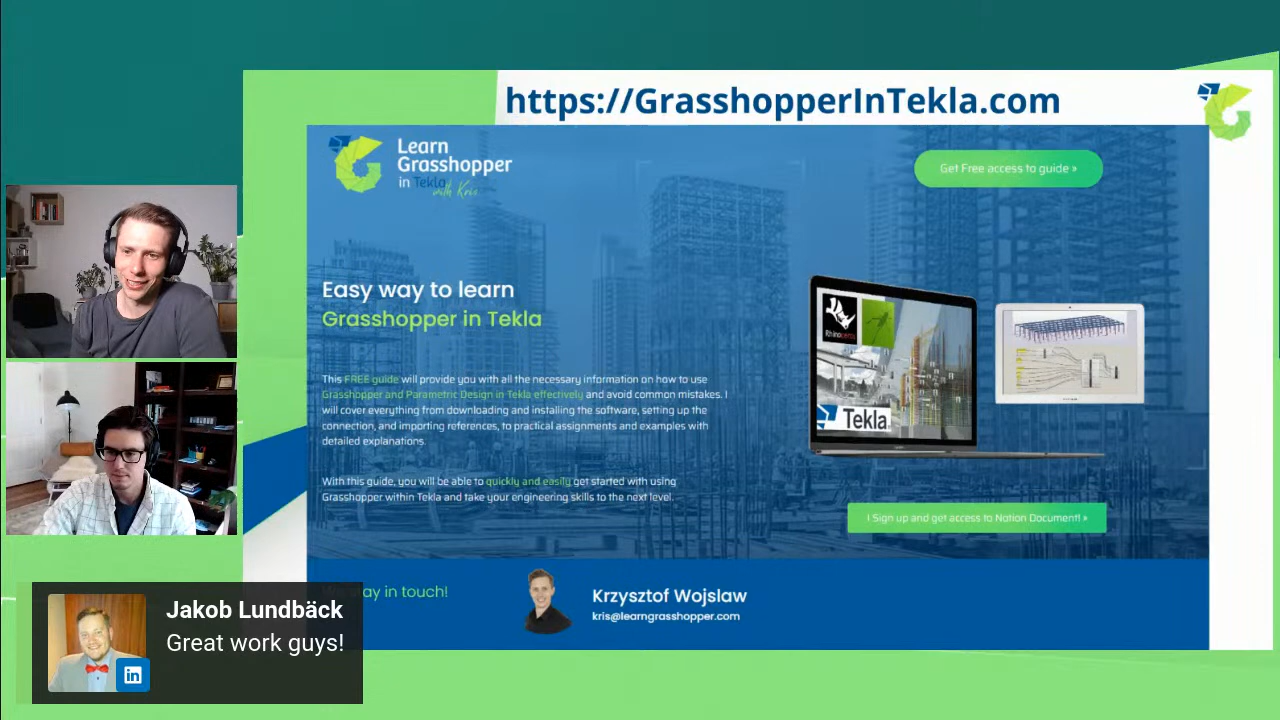 https://GrasshopperInTekla.com
Learn
Grasshopper
in Tekla
with Kris
Get Free access to guide »
Easy way to learn
Grasshopper in Tekla
This FREE guide will provide you with all the necessary information on how to use
Grasshopper and Parametric Design in Tekla effectively and avoid common mistakes. I
will cover everything from downloading and installing the software, setting up the
connection, and importing references, to practical assignments and examples with
detailed explanations.
With this guide, you will be able to quickly and easily get started with using
Grasshopper within Tekla and take your engineering skills to the next level.
Rhinoceros
Tekla
I Sign up and get access to Notion Document! »
stay in touch!
Krzysztof Wojslaw
kris@learngrasshopper.com
Jakob Lundbäck
Great work guys!
in